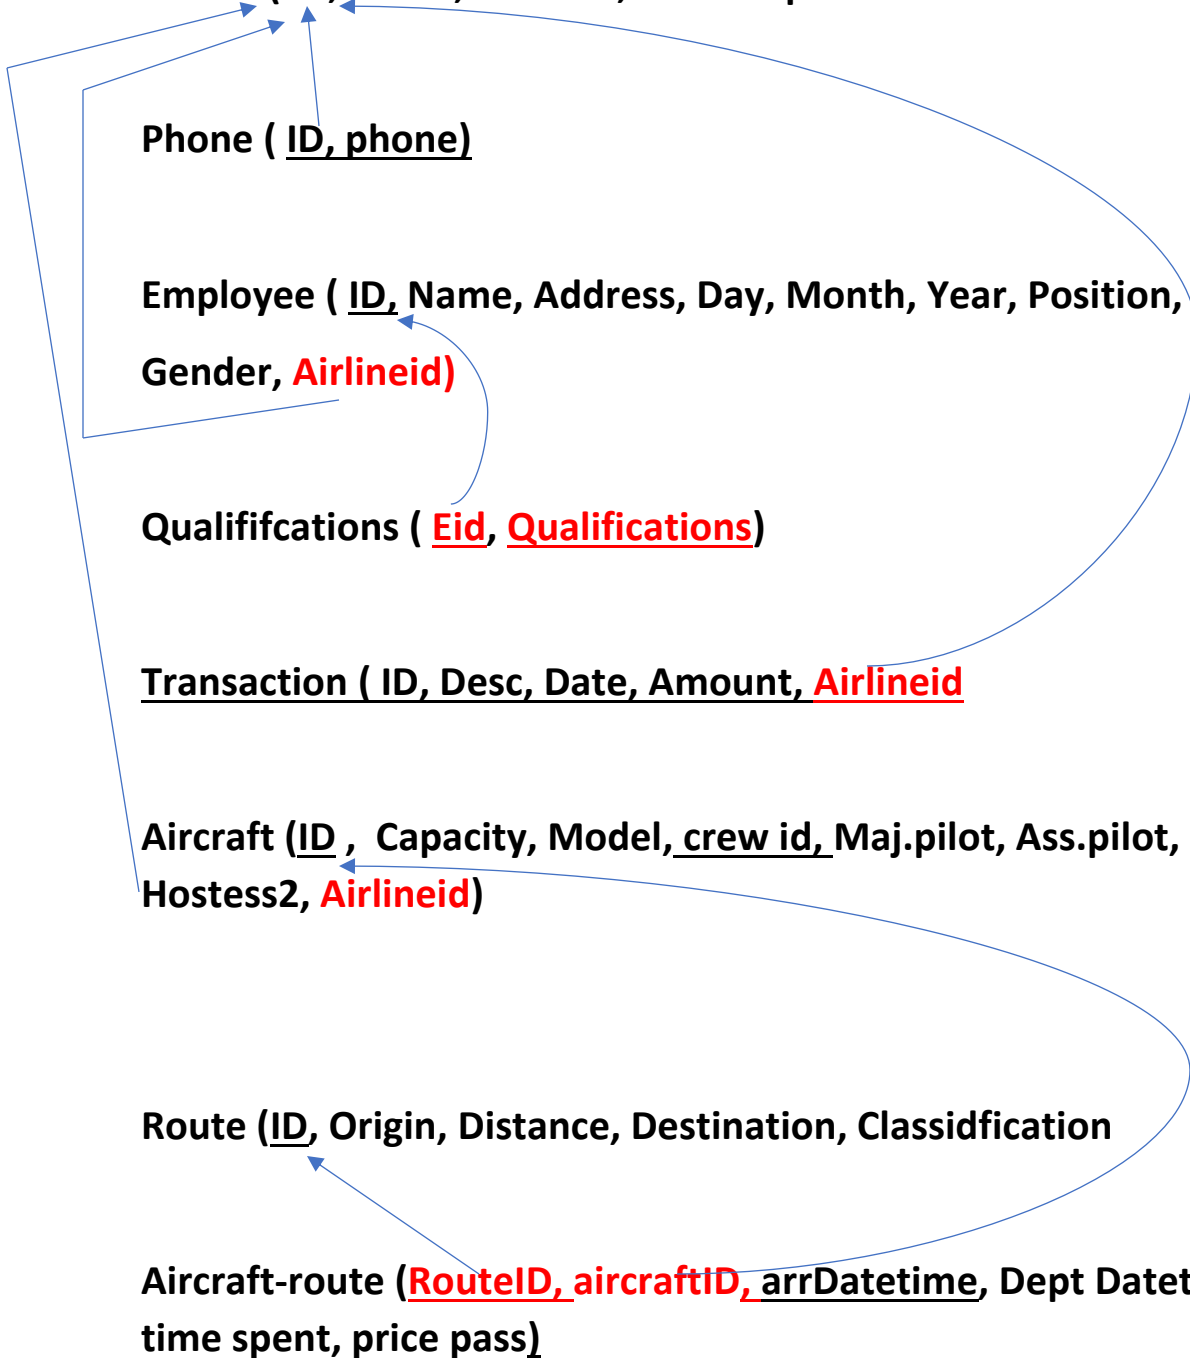 Phone ( ID, phone)
Employee ( ID, Name, Address, Day, Month, Year, Position,
Gender, Airlineid)
Qualififcations ( Eid, Qualifications)
Transaction ( ID, Desc, Date, Amount, Airlineid
Aircraft (ID , Capacity, Model, crew id, Maj.pilot, Ass.pilot,
Hostess2, Airlineid)
Route (ID, Origin, Distance, Destination, Classidfication
Aircraft-route (RouteID, aircraftID, arrDatetime, Dept Datet
time spent, price pass)